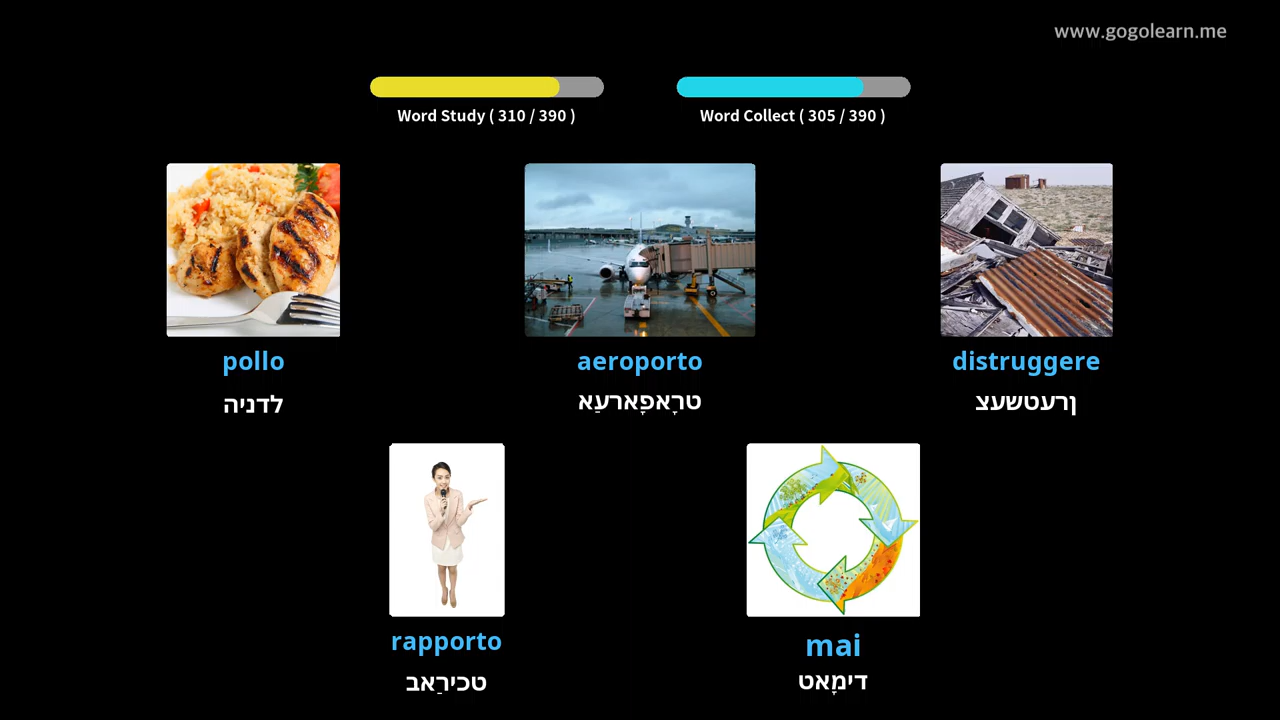 www.gogolearn.me
Word Study ( 310 / 390 )
Word Collect ( 305 / 390 )
pollo
לדניה
aeroporto
טרָאפָארעַא
distruggere
ןרעטשעצ
rapporto
טכירַאב
mai
דימָאט